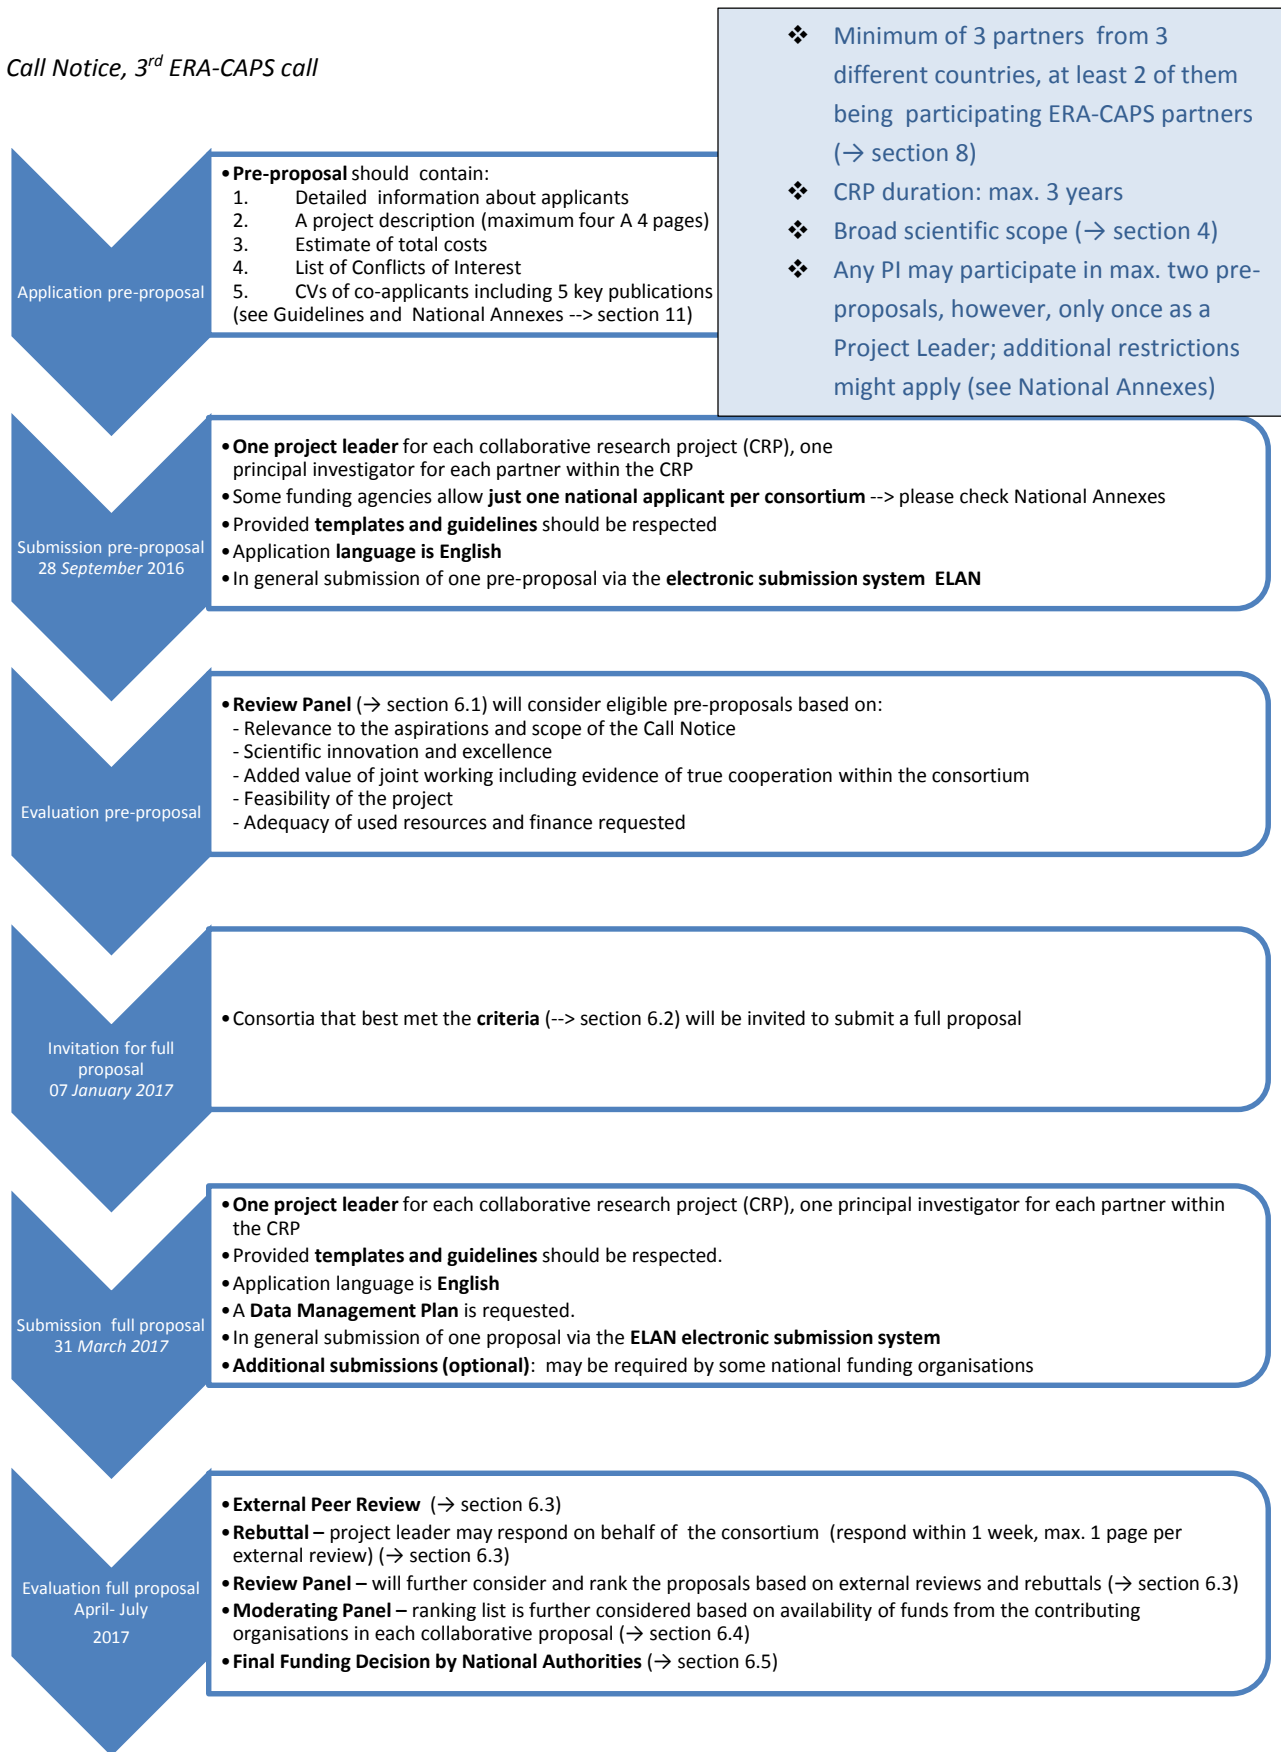 Call Notice, 3rd ERA-CAPS call
❖ Minimum of 3 partners from 3
different countries, at least 2 of them
being participating ERA-CAPS partners
(→ section 8)
❖ CRP duration: max. 3 years
❖ Broad scientific scope (→ section 4)
❖ Any PI may participate in max. two pre-
proposals, however, only once as a
Project Leader; additional restrictions
might apply (see National Annexes)
Application pre-proposal
•Pre-proposal should contain:
1. Detailed information about applicants
2. A project description (maximum four A 4 pages)
3. Estimate of total costs
4. List of Conflicts of Interest
5. CVs of co-applicants including 5 key publications
(see Guidelines and National Annexes --> section 11)
Submission pre-proposal
28 September 2016
•One project leader for each collaborative research project (CRP), one
principal investigator for each partner within the CRP
•Some funding agencies allow just one national applicant per consortium --> please check National Annexes
•Provided templates and guidelines should be respected
•Application language is English
•In general submission of one pre-proposal via the electronic submission system ELAN
Evaluation pre-proposal
•Review Panel (→ section 6.1) will consider eligible pre-proposals based on:
- Relevance to the aspirations and scope of the Call Notice
- Scientific innovation and excellence
- Added value of joint working including evidence of true cooperation within the consortium
- Feasibility of the project
- Adequacy of used resources and finance requested
Invitation for full
proposal
07 January 2017
•Consortia that best met the criteria (--> section 6.2) will be invited to submit a full proposal
Submission full proposal
31 March 2017
•One project leader for each collaborative research project (CRP), one principal investigator for each partner within
the CRP
•Provided templates and guidelines should be respected.
•Application language is English
•A Data Management Plan is requested.
•In general submission of one proposal via the ELAN electronic submission system
•Additional submissions (optional): may be required by some national funding organisations
Evaluation full proposal
April- July
2017
•External Peer Review (→ section 6.3)
•Rebuttal – project leader may respond on behalf of the consortium (respond within 1 week, max. 1 page per
external review) (→ section 6.3)
•Review Panel – will further consider and rank the proposals based on external reviews and rebuttals (→ section 6.3)
•Moderating Panel – ranking list is further considered based on availability of funds from the contributing
organisations in each collaborative proposal (→ section 6.4)
•Final Funding Decision by National Authorities (→ section 6.5)